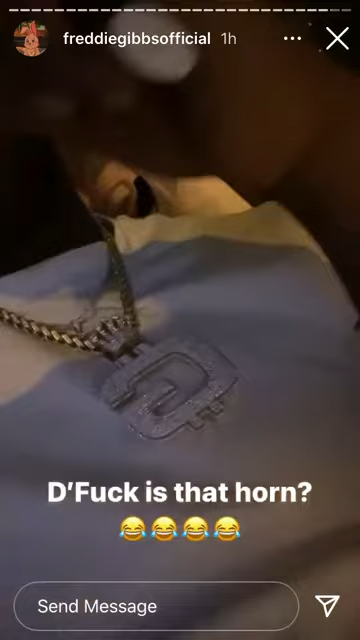 freddiegibbsofficial 1h
D'Fuck is that horn?
😂😂😂😂
Send Message